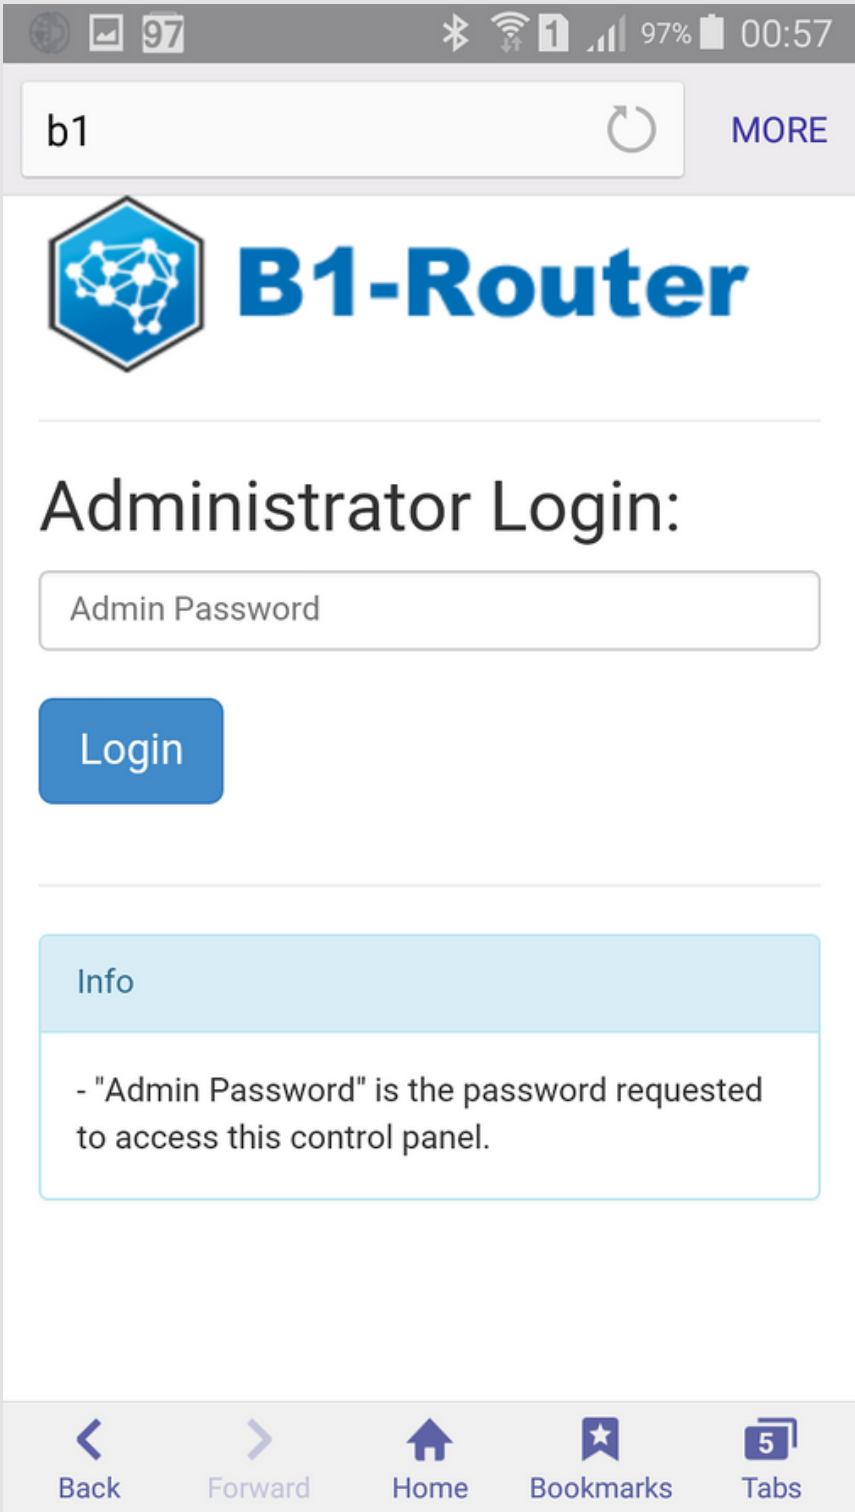 97 1 97% 00:57
b1 MORE
B1-Router
Administrator Login:
Admin Password
Login
Info
- "Admin Password" is the password requested
to access this control panel.
5
Back Forward Home Bookmarks Tabs